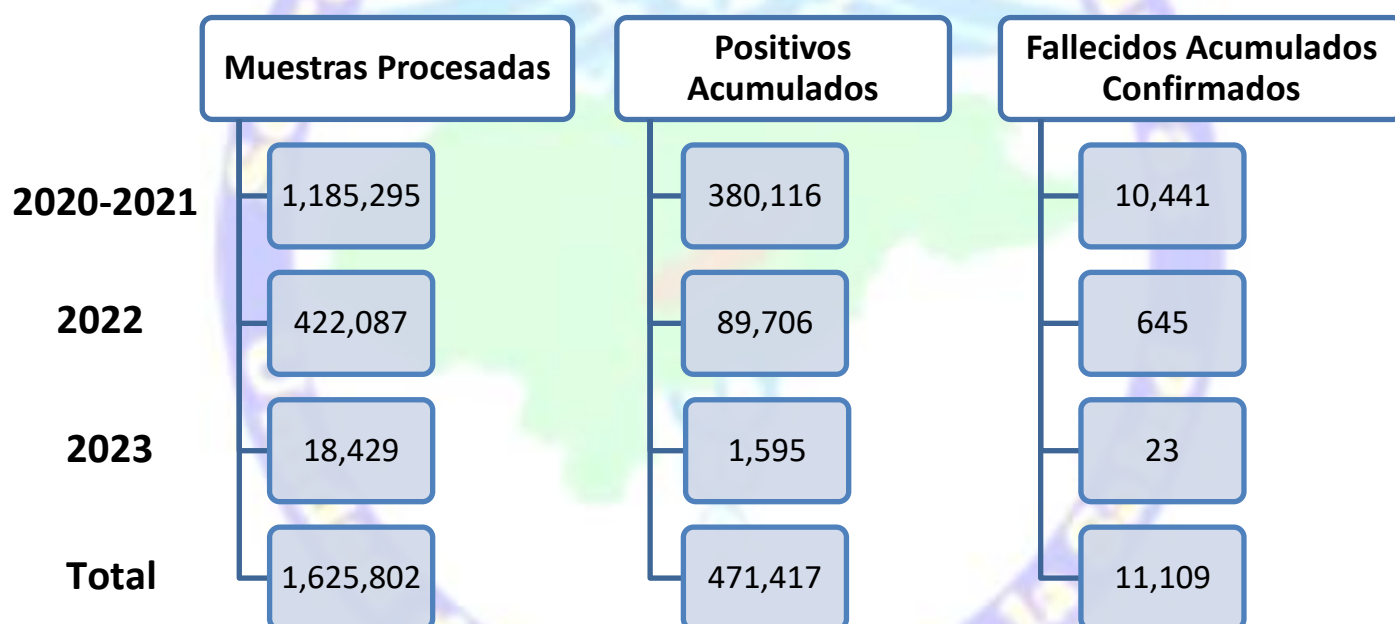 Muestras Procesadas
Positivos
Acumulados
Fallecidos Acumulados
Confirmados
2020-2021
1,185,295
380,116
10,441
2022
422,087
89,706
645
2023
18,429
1,595
23
Total
1,625,802
471,417
11,109